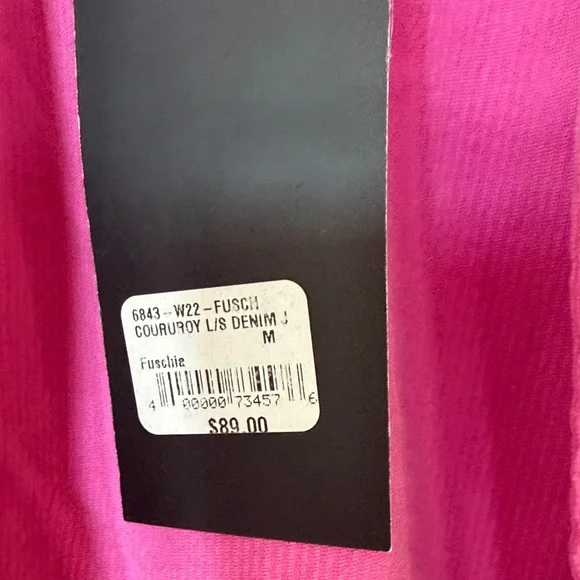 6843-W22-FUSCH
COURUROY L/S DENIM J
M
Fuschia
4 00000 73457 6
$89.00